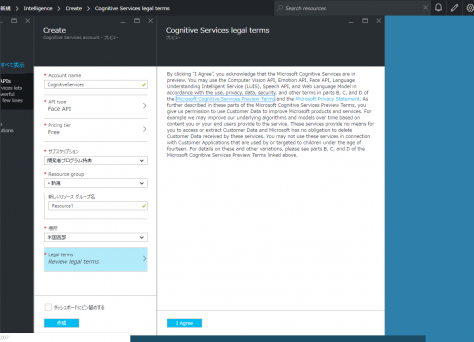 新規 > Intelligence > Create > Cognitive Services legal terms
Search resources
Create
Cognitive Services account - プレビュー
Cognitive Services legal terms
プレビュー
すべて表示
APIs
* Account name
CognitiveServices
* API type
Face API
* Pricing tier
Free
* サブスクリプション
開発者プログラム特典
* Resource group
+新規
新しいリソース グループ名
Resource1
* 場所
米国西部
* Legal terms
Review legal terms
ダッシュボードにピン留めする
作成
By clicking "I Agree", you acknowledge that the Microsoft Cognitive Services are in
preview. You may use the Computer Vision API, Emotion API, Face API, Language
Understanding Intelligent Service (LUIS), Speech API, and Web Language Model in
accordance with the use, privacy, data, security, and other terms in parts B, C, and D of
the Microsoft Cognitive Services Preview Terms and the Microsoft Privacy Statement. As
further described in these parts of the Microsoft Cognitive Services Preview Terms, you
give us permission to use Customer Data to improve Microsoft products and services. For
example we may improve our underlying algorithms and models over time based on
content you or your end users provide to the service. These services provide no means for
you to access or extract Customer Data and Microsoft has no obligation to delete
Customer Data received by these services. You may not use these services in connection
with Customer Applications that are used by or targeted to children under the age of
fourteen. For details on these and other variations, please see parts B, C, and D of the
Microsoft Cognitive Services Preview Terms linked above.
I Agree